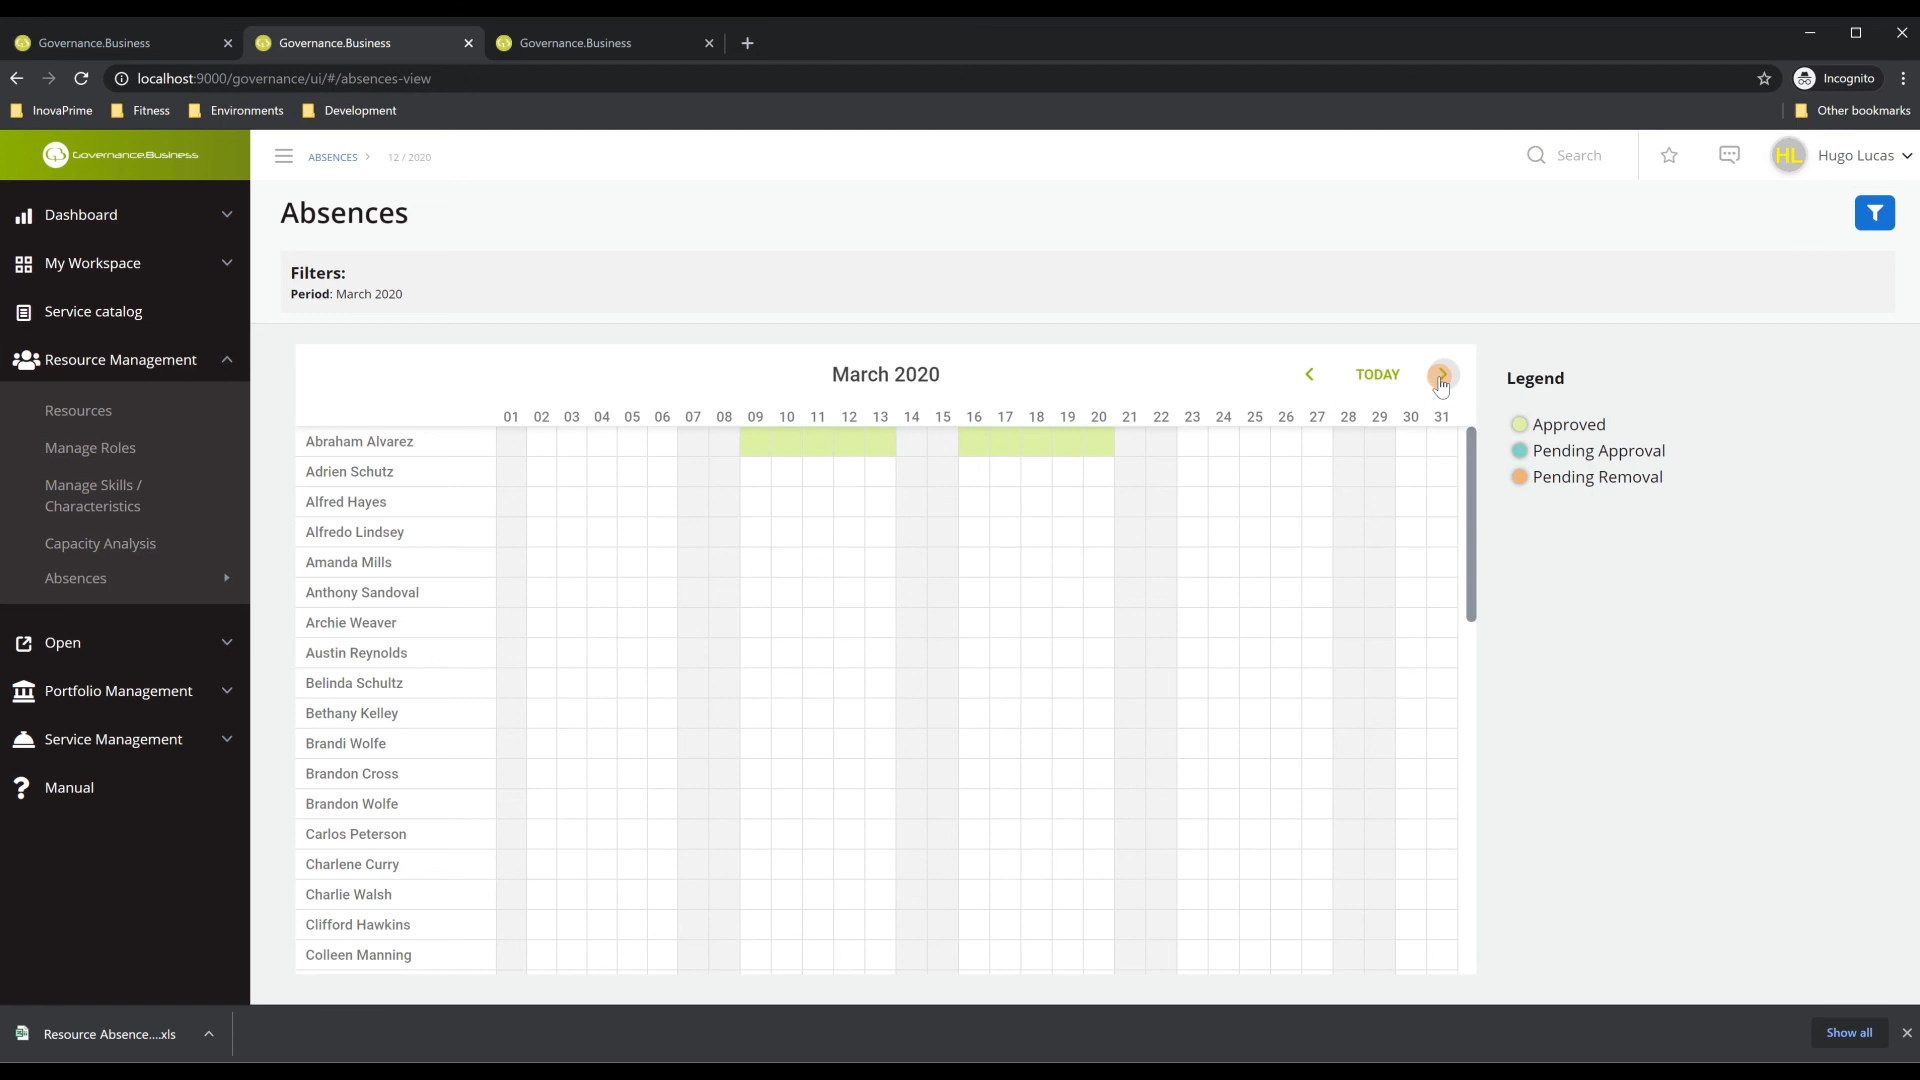 Governance.Business
Governance.Business
Governance.Business
localhost:9000/governance/ui/#/absences-view
Incognito
InovaPrime
Fitness
Environments
Development
Other bookmarks
Governance.Business
ABSENCES
12 / 2020
Search
HL
Hugo Lucas
Dashboard
My Workspace
Service catalog
Resource Management
Resources
Manage Roles
Manage Skills /
Characteristics
Capacity Analysis
Absences
Open
Portfolio Management
Service Management
Manual
Absences
Filters:
Period: March 2020
March 2020
TODAY
01 02 03 04 05 06 07 08 09 10 11 12 13 14 15 16 17 18 19 20 21 22 23 24 25 26 27 28 29 30 31
Abraham Alvarez
Adrien Schutz
Alfred Hayes
Alfredo Lindsey
Amanda Mills
Anthony Sandoval
Archie Weaver
Austin Reynolds
Belinda Schultz
Bethany Kelley
Brandi Wolfe
Brandon Cross
Brandon Wolfe
Carlos Peterson
Charlene Curry
Charlie Walsh
Clifford Hawkins
Colleen Manning
Legend
Approved
Pending Approval
Pending Removal
Resource Absence....xls
Show all